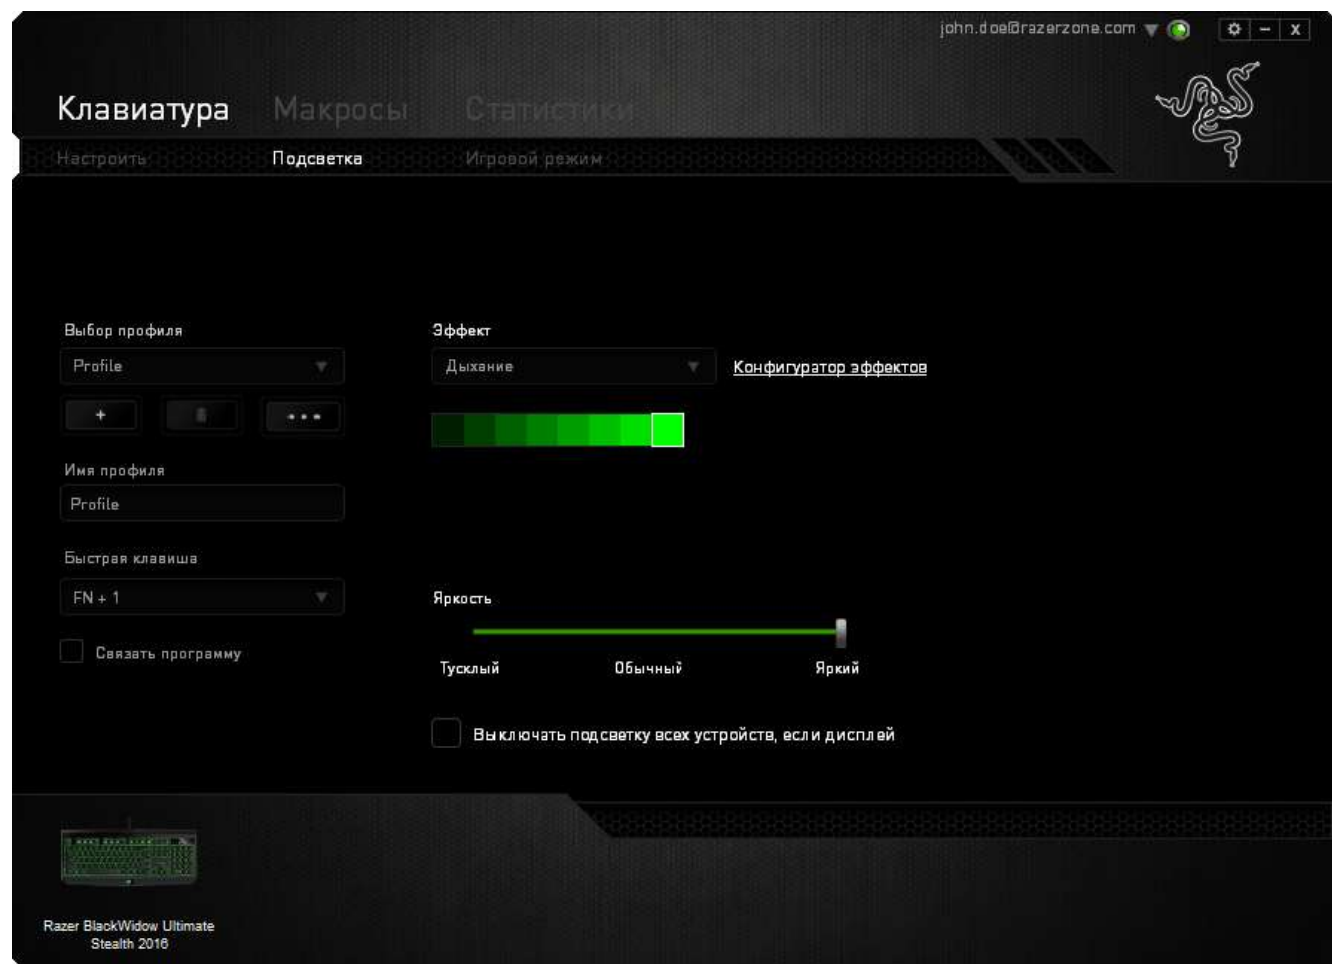 john.doe@razerzone.com
Клавиатура Макросы Статистики
Настроить Подсветка Игровой режим
Выбор профиля
Profile
Имя профиля
Profile
Быстрая клавиша
FN + 1
Связать программу
Эффект
Дыхание
Конфигуратор эффектов
Яркость
Тусклый Обычный Яркий
Выключать подсветку всех устройств, если дисплей
Razer BlackWidow Ultimate
Stealth 2016